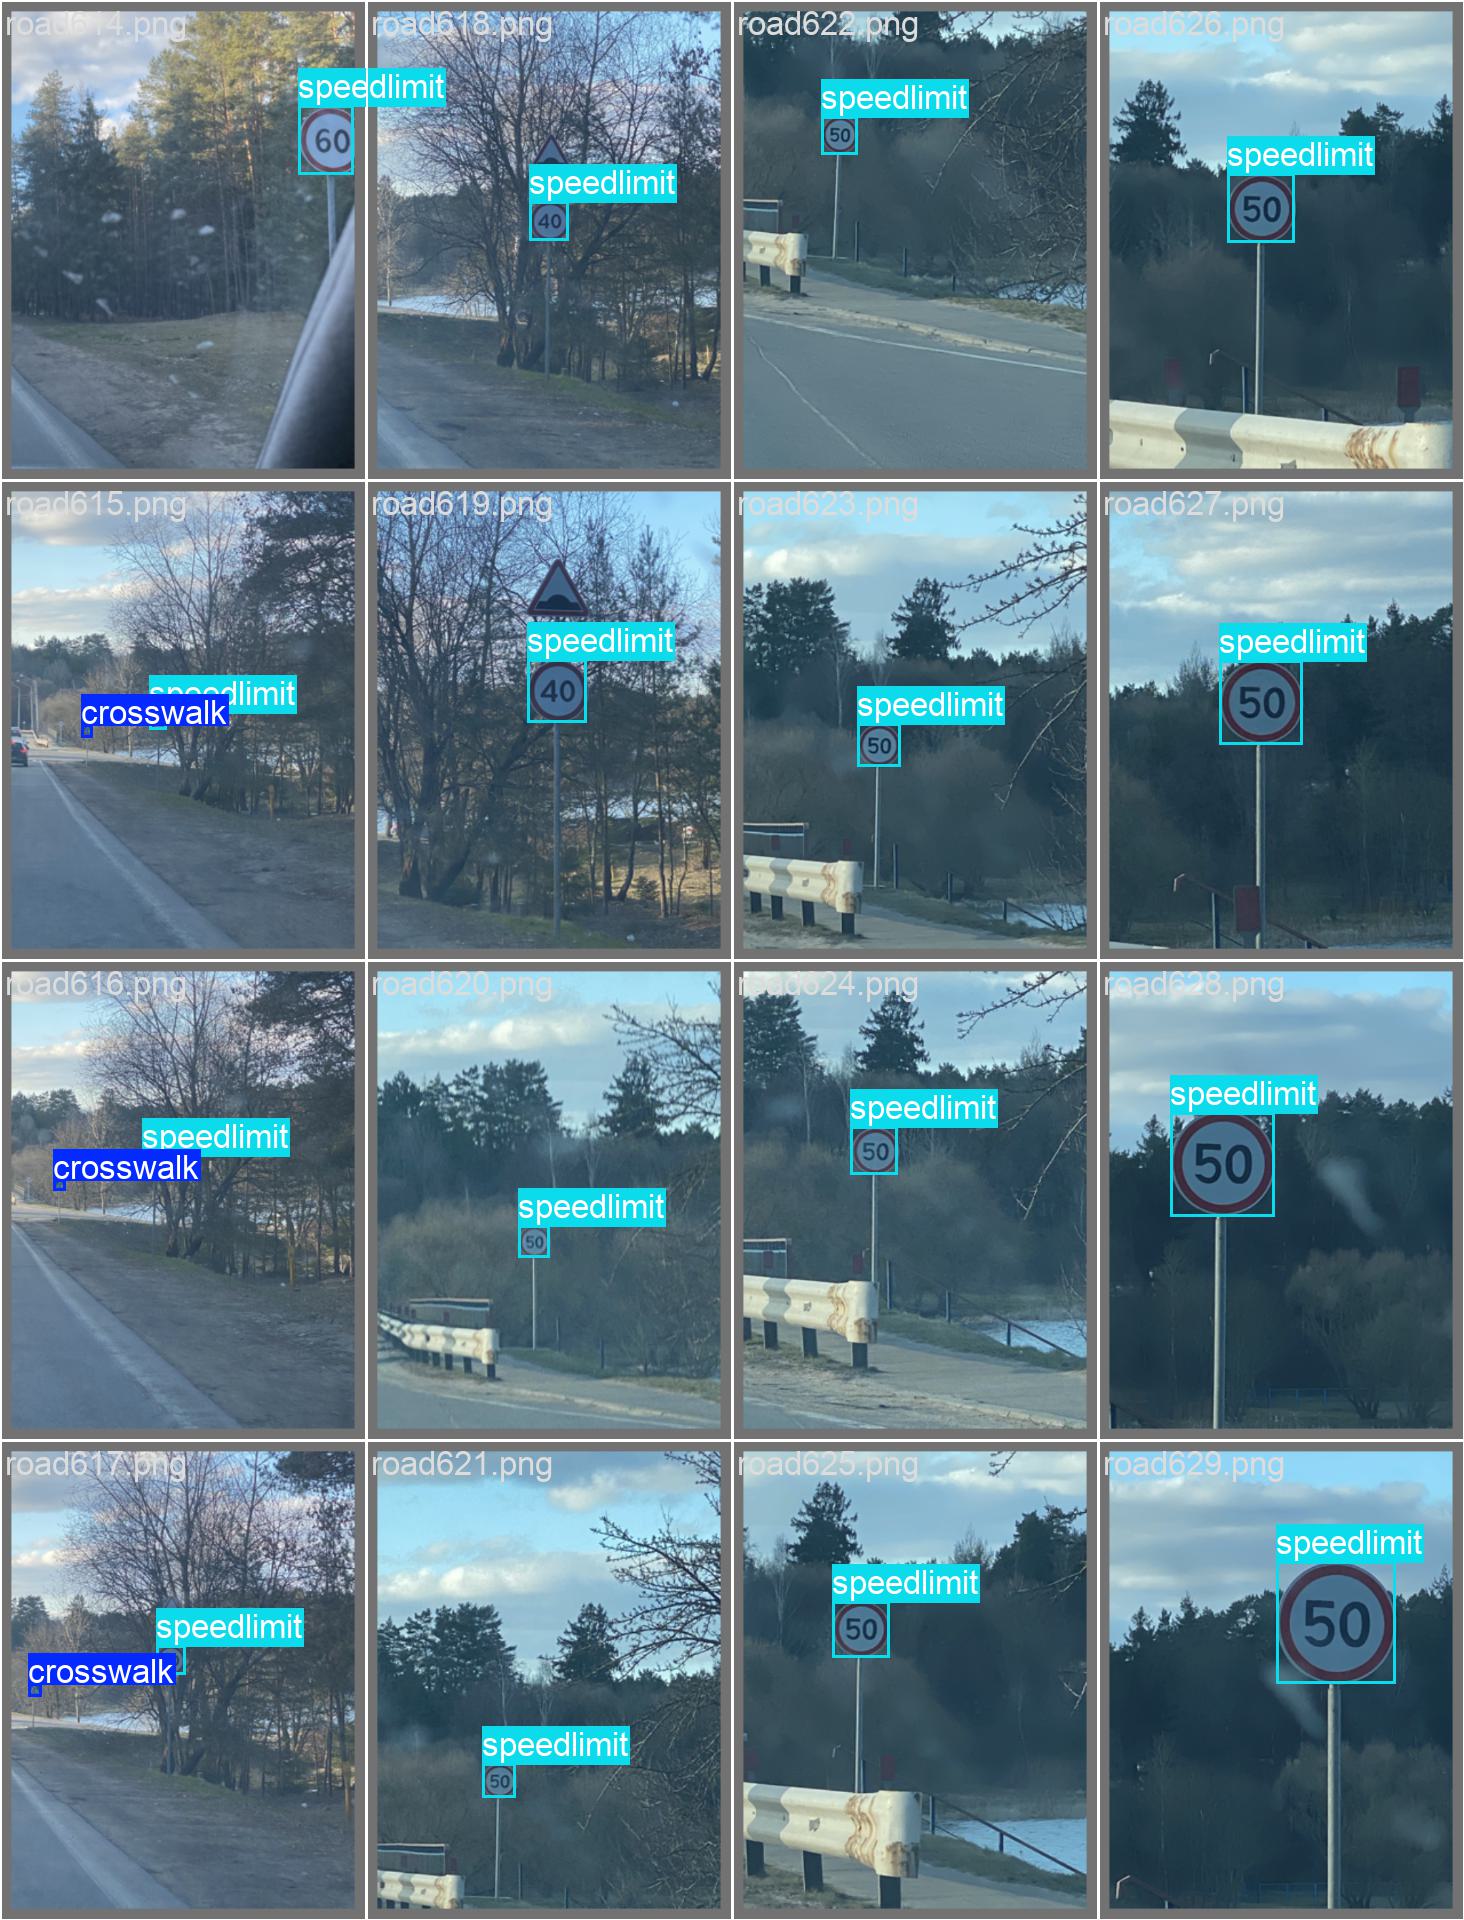 road614.png
speedlimit
60
road618.png
speedlimit
40
road622.png
speedlimit
50
road626.png
speedlimit
50
road615.png
speedlimit
crosswalk
road619.png
speedlimit
40
road623.png
speedlimit
50
road627.png
speedlimit
50
road616.png
speedlimit
crosswalk
road620.png
speedlimit
50
road624.png
speedlimit
50
road628.png
speedlimit
50
road617.png
speedlimit
crosswalk
road621.png
speedlimit
50
road625.png
speedlimit
50
road629.png
speedlimit
50